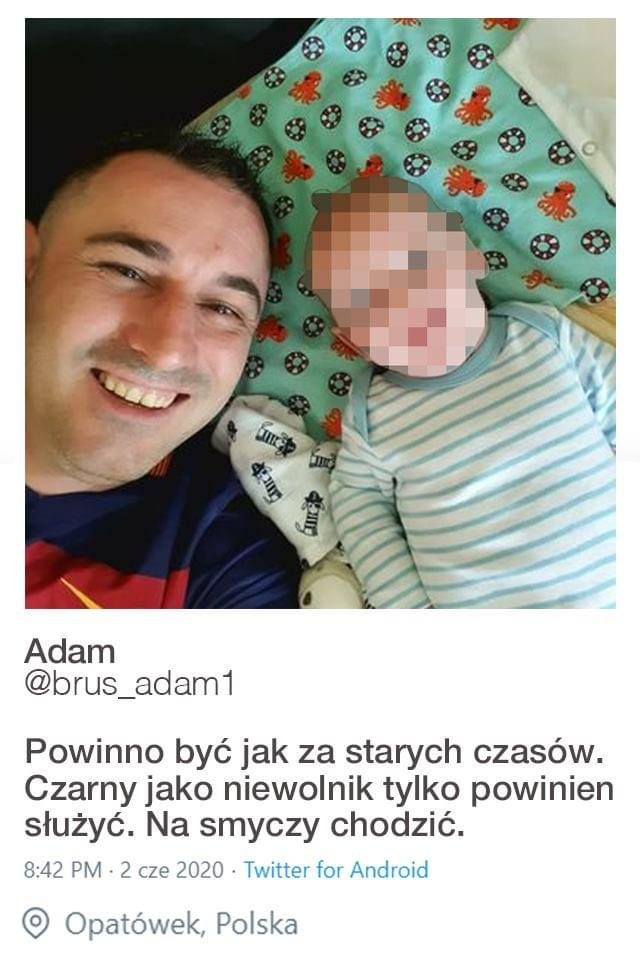 Adam
@brus_adam1
Powinno być jak za starych czasów.
Czarny jako niewolnik tylko powinien
służyć. Na smyczy chodzić.
8:42 PM · 2 cze 2020 · Twitter for Android
Opatówek, Polska